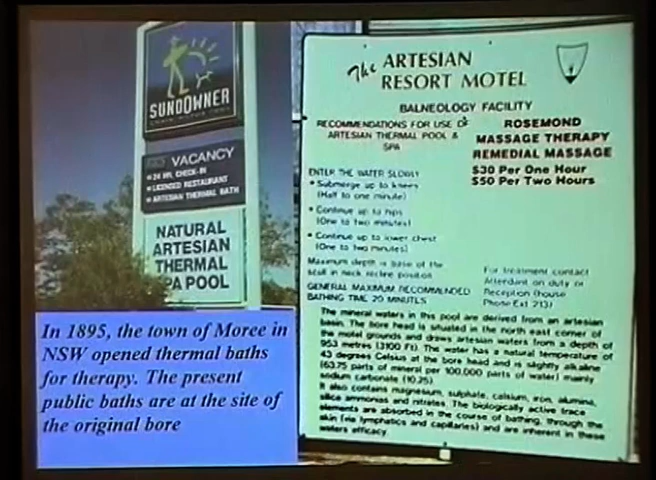 SUNDOWNER
VACANCY
24 HR. CHECK-IN
LICENSED RESTAURANT
ARTESIAN THERMAL BATH
NATURAL
ARTESIAN
THERMAL
SPA POOL
In 1895, the town of Moree in
NSW opened thermal baths
for therapy. The present
public baths are at the site of
the original bore
The ARTESIAN
RESORT MOTEL
BALNEOLOGY FACILITY
RECOMMENDATIONS FOR USE OF
ARTESIAN THERMAL POOL &
SPA
ROSEMOND
MASSAGE THERAPY
REMEDIAL MASSAGE
$30 Per One Hour
$50 Per Two Hours
ENTER THE WATER SLOWLY
• Submerge up to knees
(Half to one minute)
• Continue up to hips
(One to two minutes)
• Continue up to lower chest
(One to two minutes)
Maximum depth is base of the
scull in neck recline position
GENERAL MAXIMUM RECOMMENDED
BATHING TIME 20 MINUTES
For treatment contact
Attendant on duty or
Reception (house
Phone Ext 213)
The mineral waters in this pool are derived from an artesian
basin. The bore head is situated in the north east corner of
the motel grounds and draws artesian waters from a depth of
953 metres (3100 Ft). The water has a natural temperature of
43 degrees Celsius at the bore head and is slightly alkaline
(63.75 parts of mineral per 100,000 parts of water) mainly
sodium carbonate (10.25)
It also contains magnesium, sulphate, calsium, iron, alumina,
silica ammonias and nitrates. The biologically active trace
elements are absorbed in the course of bathing, through the
skin (via lymphatics and capillaries) and are inherent in these
waters efficacy.